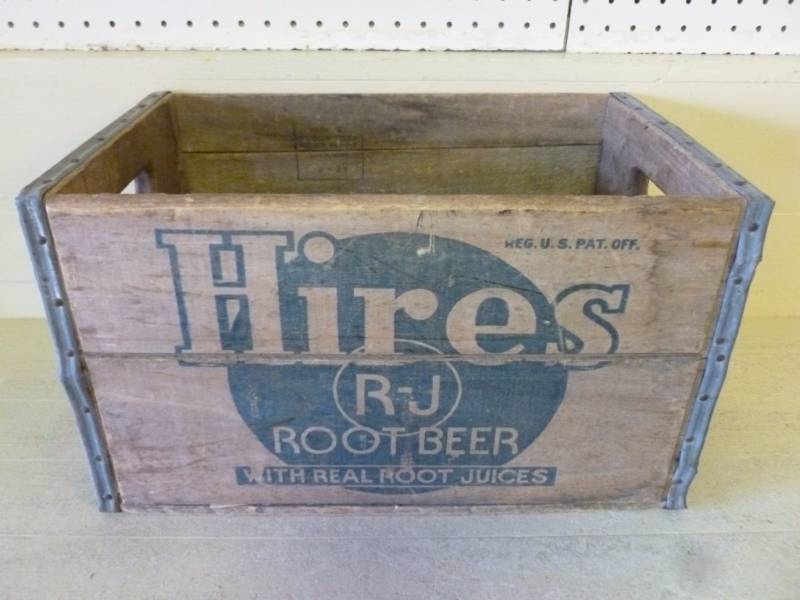 Hires
REG. U.S. PAT. OFF.
R-J
ROOT BEER
WITH REAL ROOT JUICES